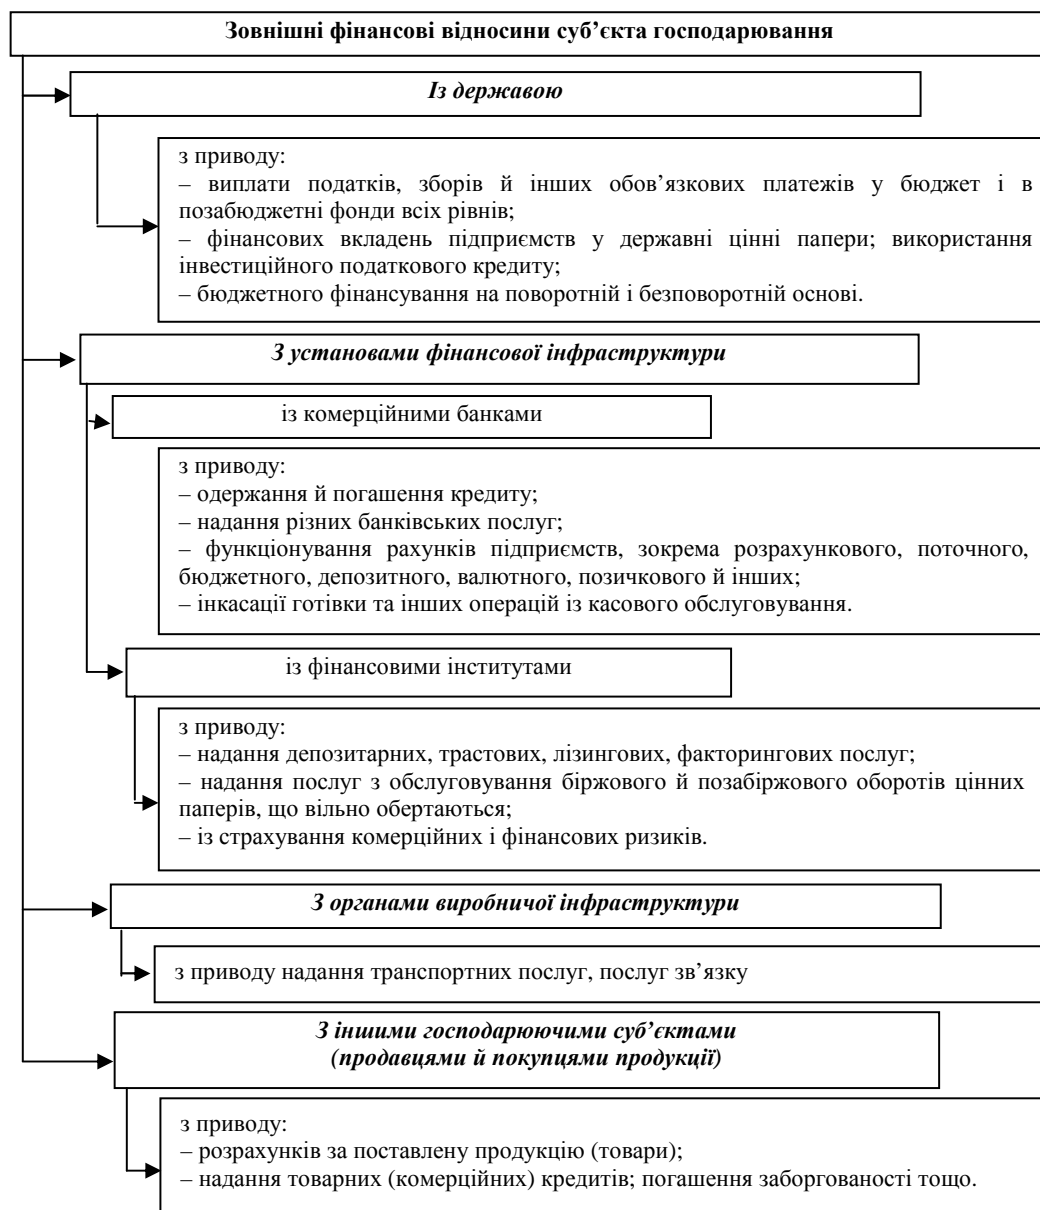 Зовнішні фінансові відносини суб’єкта господарювання
Із державою
з приводу:
– виплати податків, зборів й інших обов’язкових платежів у бюджет і в
позабюджетні фонди всіх рівнів;
– фінансових вкладень підприємств у державні цінні папери; використання
інвестиційного податкового кредиту;
– бюджетного фінансування на поворотній і безповоротній основі.
З установами фінансової інфраструктури
із комерційними банками
з приводу:
– одержання й погашення кредиту;
– надання різних банківських послуг;
– функціонування рахунків підприємств, зокрема розрахункового, поточного,
бюджетного, депозитного, валютного, позичкового й інших;
– інкасації готівки та інших операцій із касового обслуговування.
із фінансовими інститутами
з приводу:
– надання депозитарних, трастових, лізингових, факторингових послуг;
– надання послуг з обслуговування біржового й позабіржового оборотів цінних
паперів, що вільно обертаються;
– із страхування комерційних і фінансових ризиків.
З органами виробничої інфраструктури
з приводу надання транспортних послуг, послуг зв’язку
З іншими господарюючими суб’єктами
(продавцями й покупцями продукції)
з приводу:
– розрахунків за поставлену продукцію (товари);
– надання товарних (комерційних) кредитів; погашення заборгованості тощо.